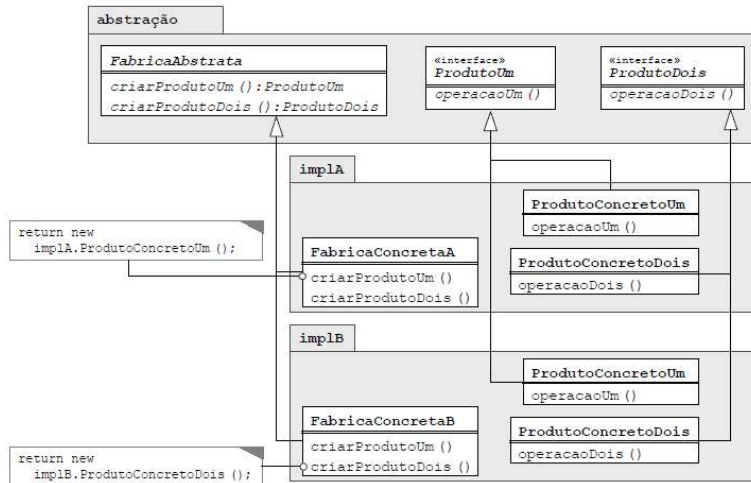 abstração
FabricaAbstrata
criarProdutoUm ():ProdutoUm
criarProdutoDois ():ProdutoDois
«interface»
ProdutoUm
operacaoUm ()
«interface»
ProdutoDois
operacaoDois ()
implA
ProdutoConcretoUm
operacaoUm ()
return new
implA.ProdutoConcretoUm ();
FabricaConcretaA
criarProdutoUm ()
criarProdutoDois ()
ProdutoConcretoDois
operacaoDois ()
implB
ProdutoConcretoUm
operacaoUm ()
FabricaConcretaB
criarProdutoUm ()
criarProdutoDois ()
ProdutoConcretoDois
operacaoDois ()
return new
implB.ProdutoConcretoDois ();